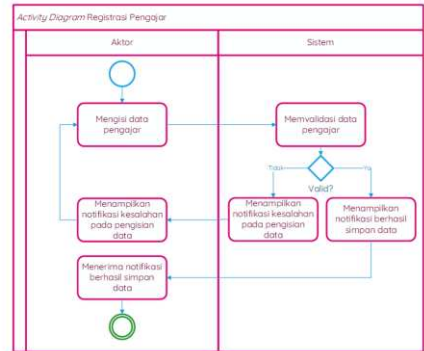 Activity Diagram Registrasi Pengajar
Aktor
Sistem
Mengisi data
pengajar
Memvalidasi data
pengajar
Tidak
Ya
Valid?
Menampilkan
notifikasi kesalahan
pada pengisian
data
Menampilkan
notifikasi kesalahan
pada pengisian
data
Menampilkan
notifikasi berhasil
simpan data
Menerima notifikasi
berhasil simpan
data